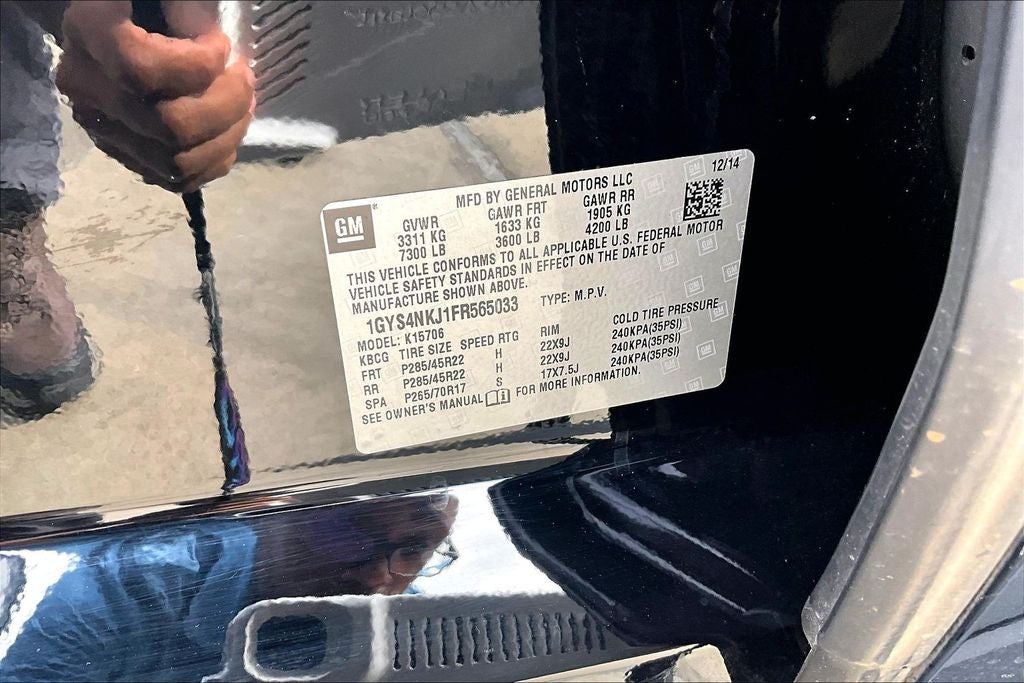 12/14
MFD BY GENERAL MOTORS LLC
GM
GVWR GAWR FRT GAWR RR
3311 KG 1633 KG 1905 KG
7300 LB 3600 LB 4200 LB
THIS VEHICLE CONFORMS TO ALL APPLICABLE U.S. FEDERAL MOTOR
VEHICLE SAFETY STANDARDS IN EFFECT ON THE DATE OF
MANUFACTURE SHOWN ABOVE.
1GYS4NKJ1FR565033 TYPE: M.P.V.
MODEL: K15706
KBCG TIRE SIZE SPEED RTG RIM COLD TIRE PRESSURE
FRT P285/45R22 H 22X9J 240KPA(35PSI)
RR P285/45R22 H 22X9J 240KPA(35PSI)
SPA P265/70R17 S 17X7.5J 240KPA(35PSI)
SEE OWNER'S MANUAL FOR MORE INFORMATION.